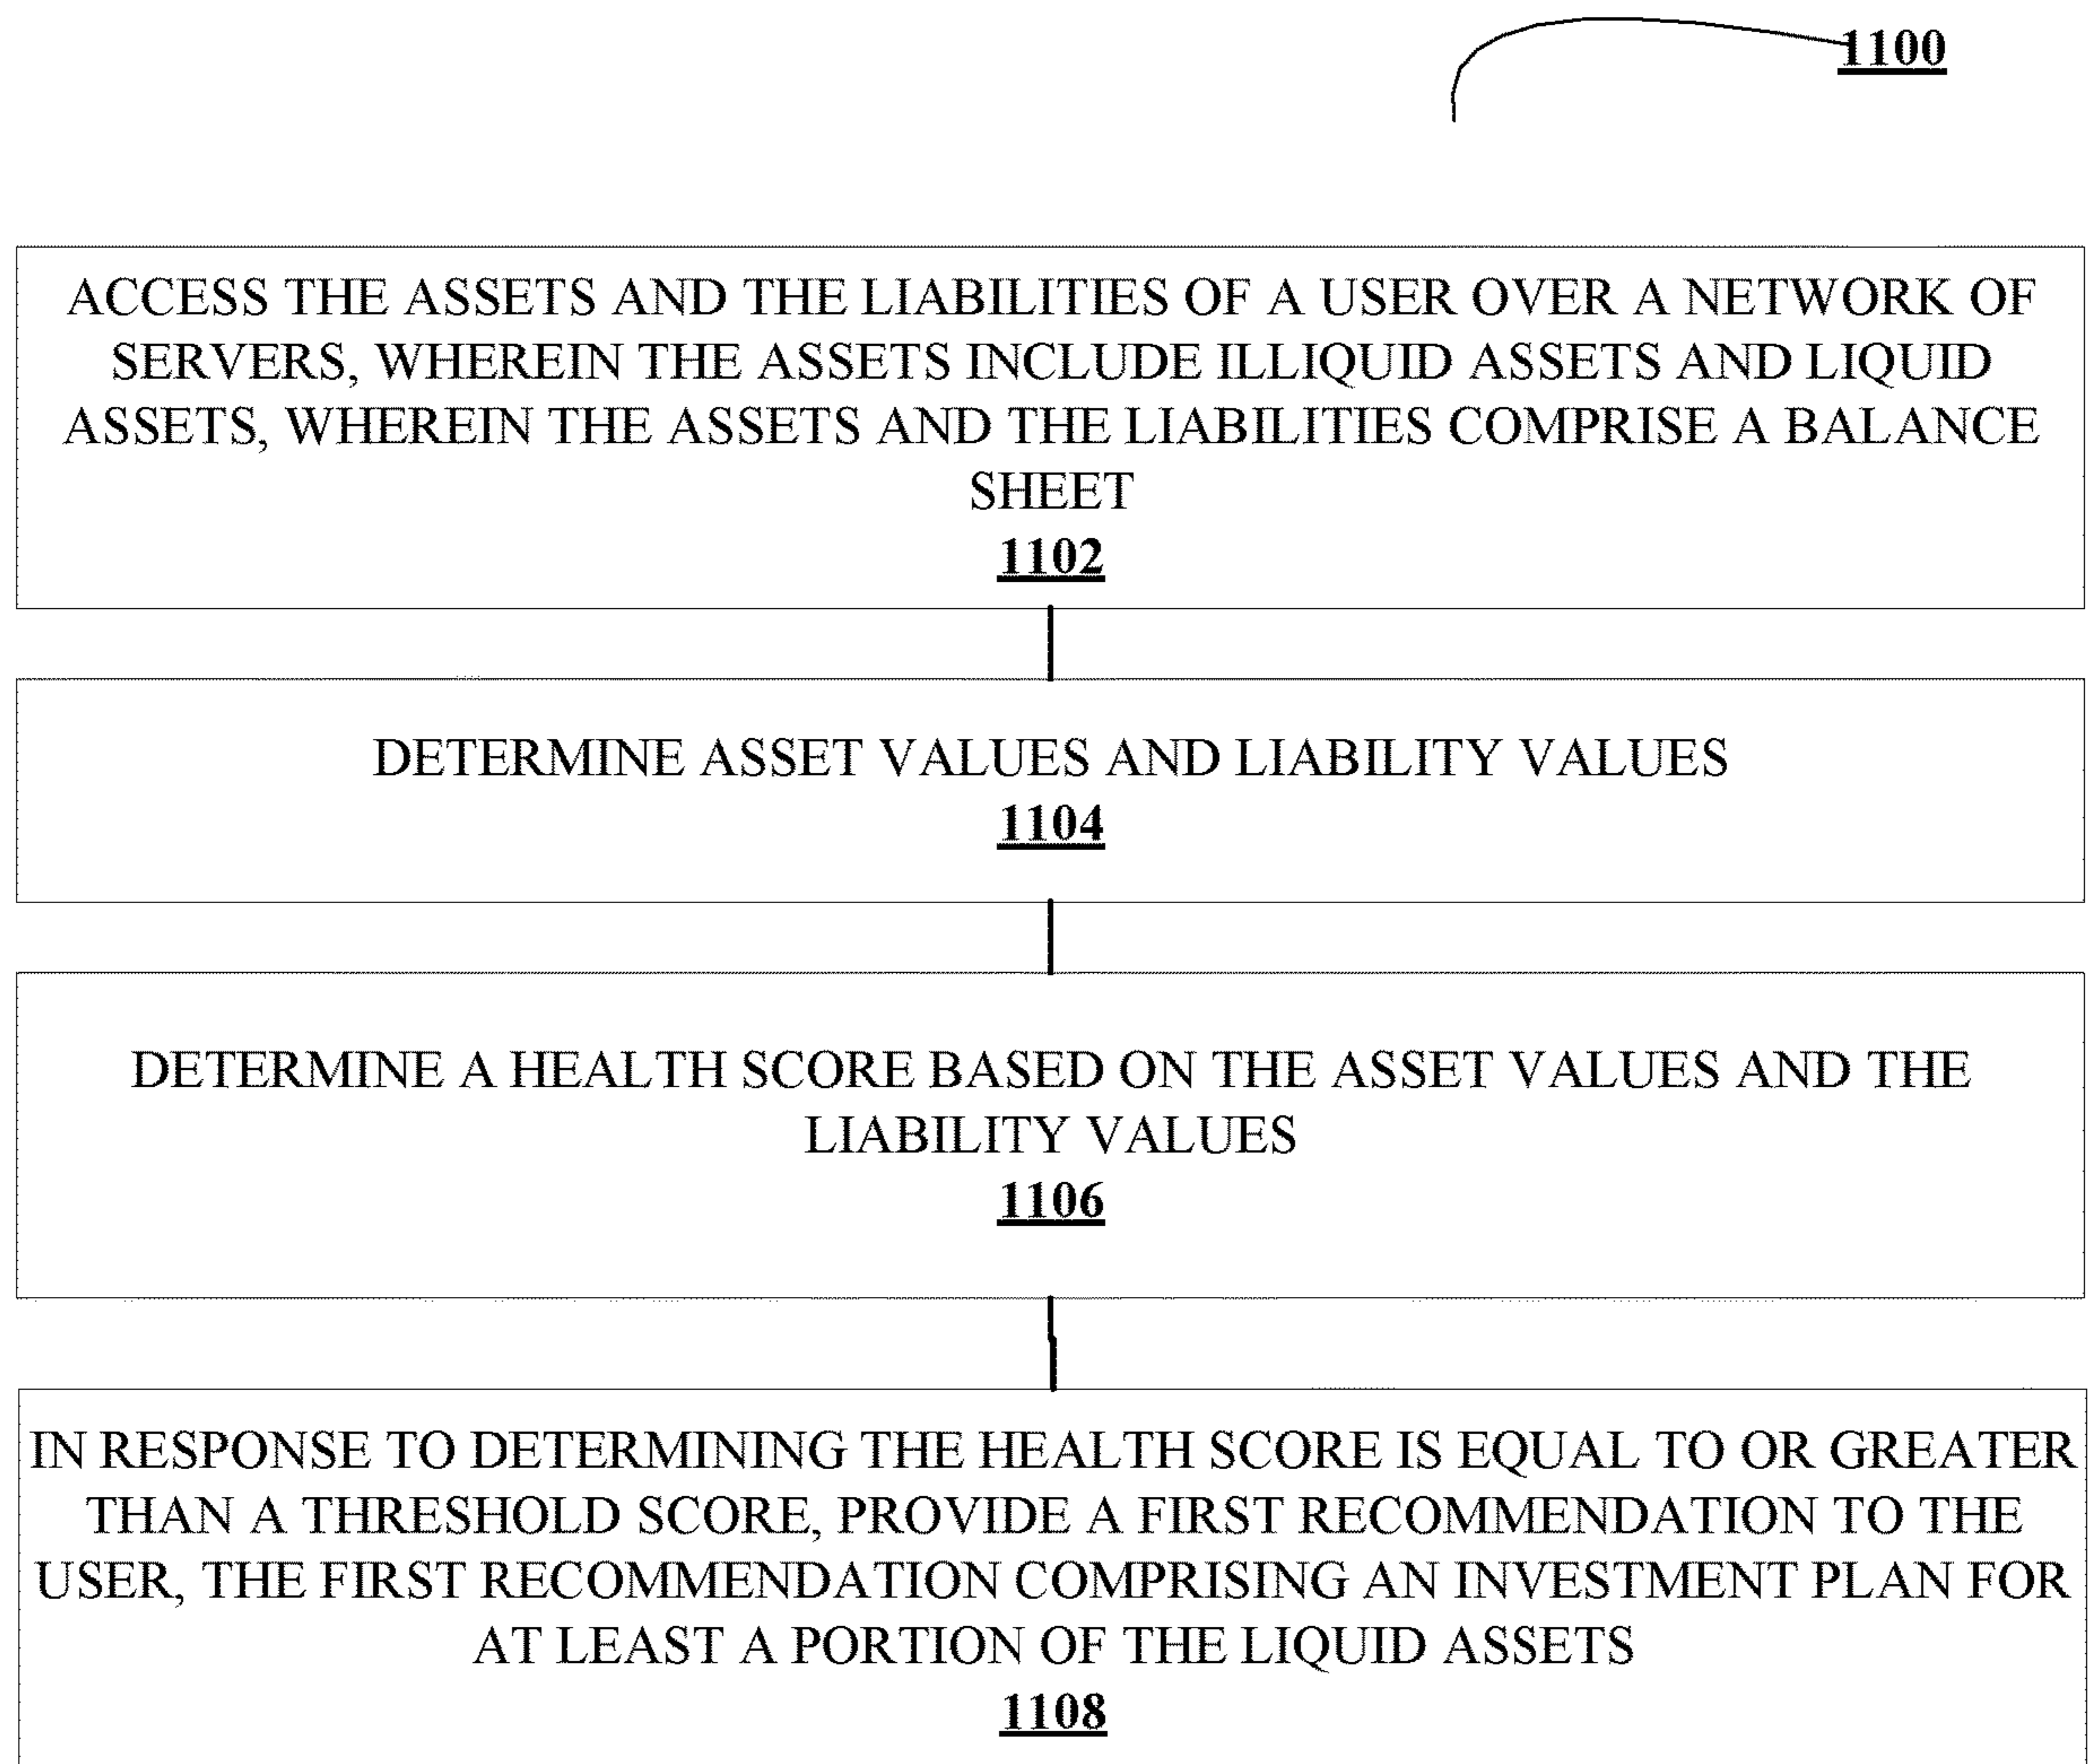 1100
ACCESS THE ASSETS AND THE LIABILITIES OF A USER OVER A NETWORK OF
SERVERS, WHEREIN THE ASSETS INCLUDE ILLIQUID ASSETS AND LIQUID
ASSETS, WHEREIN THE ASSETS AND THE LIABILITIES COMPRISE A BALANCE
SHEET
1102
DETERMINE ASSET VALUES AND LIABILITY VALUES
1104
DETERMINE A HEALTH SCORE BASED ON THE ASSET VALUES AND THE
LIABILITY VALUES
1106
IN RESPONSE TO DETERMINING THE HEALTH SCORE IS EQUAL TO OR GREATER
THAN A THRESHOLD SCORE, PROVIDE A FIRST RECOMMENDATION TO THE
USER, THE FIRST RECOMMENDATION COMPRISING AN INVESTMENT PLAN FOR
AT LEAST A PORTION OF THE LIQUID ASSETS
1108